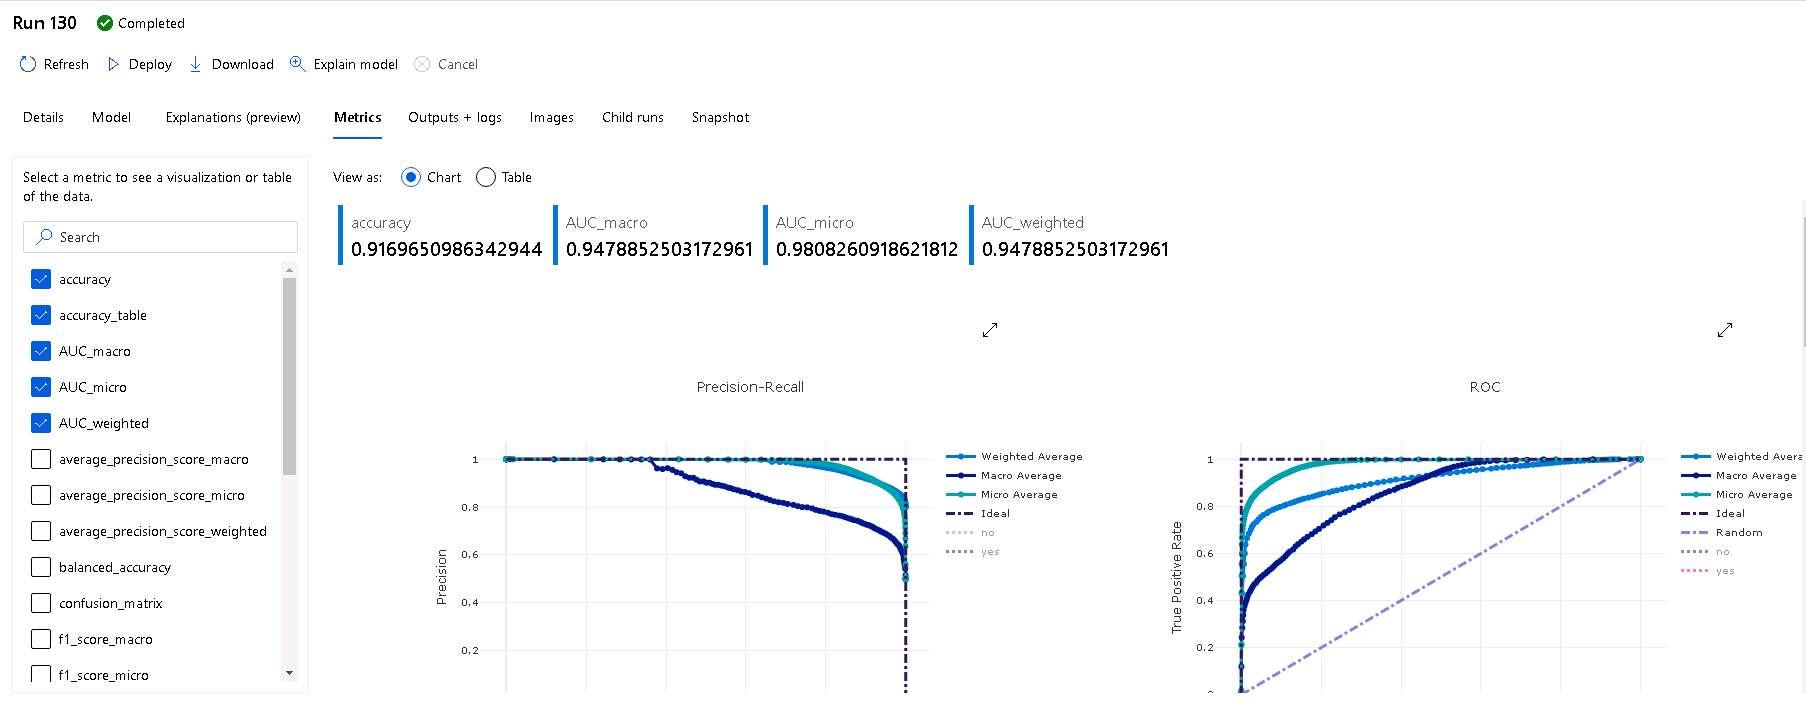 Run 130 Completed
Refresh Deploy Download Explain model Cancel
Details Model Explanations (preview) Metrics Outputs + logs Images Child runs Snapshot
Select a metric to see a visualization or table
of the data.
Search
accuracy
accuracy_table
AUC_macro
AUC_micro
AUC_weighted
average_precision_score_macro
average_precision_score_micro
average_precision_score_weighted
balanced_accuracy
confusion_matrix
f1_score_macro
f1_score_micro
View as: Chart Table
accuracy
0.9169650986342944
AUC_macro
0.9478852503172961
AUC_micro
0.9808260918621812
AUC_weighted
0.9478852503172961
Precision-Recall
Precision
1
0.8
0.6
0.4
0.2
Weighted Average
Macro Average
Micro Average
Ideal
no
yes
ROC
True Positive Rate
1
0.8
0.6
0.4
0.2
0
Weighted Avera
Macro Average
Micro Average
Ideal
Random
no
yes